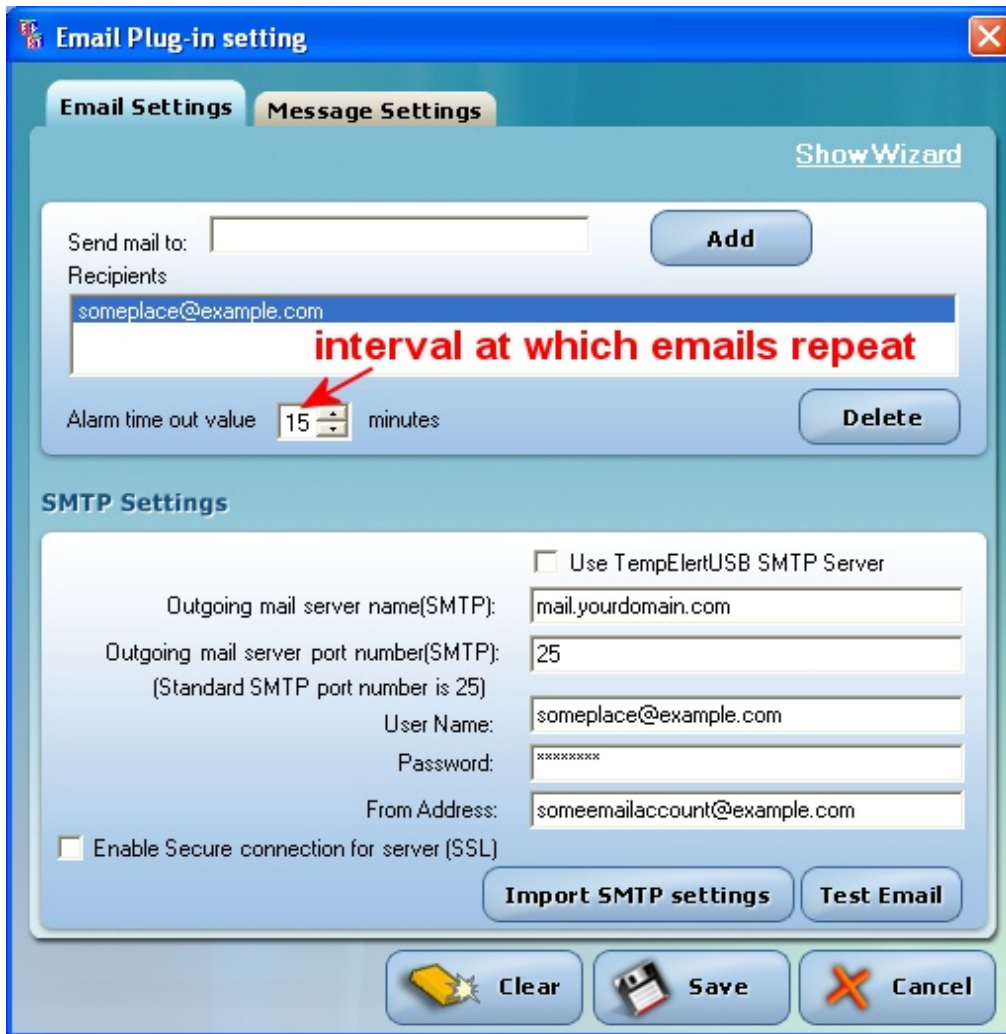 Email Plug-in setting
Email Settings
Message Settings
Show Wizard
Send mail to:
Add
Recipients
someplace@example.com
interval at which emails repeat
Alarm time out value 15 minutes
Delete
SMTP Settings
Use TempElertUSB SMTP Server
Outgoing mail server name(SMTP): mail.yourdomain.com
Outgoing mail server port number(SMTP): 25
(Standard SMTP port number is 25)
User Name: someplace@example.com
Password: ********
From Address: someemailaccount@example.com
Enable Secure connection for server (SSL)
Import SMTP settings
Test Email
Clear
Save
Cancel